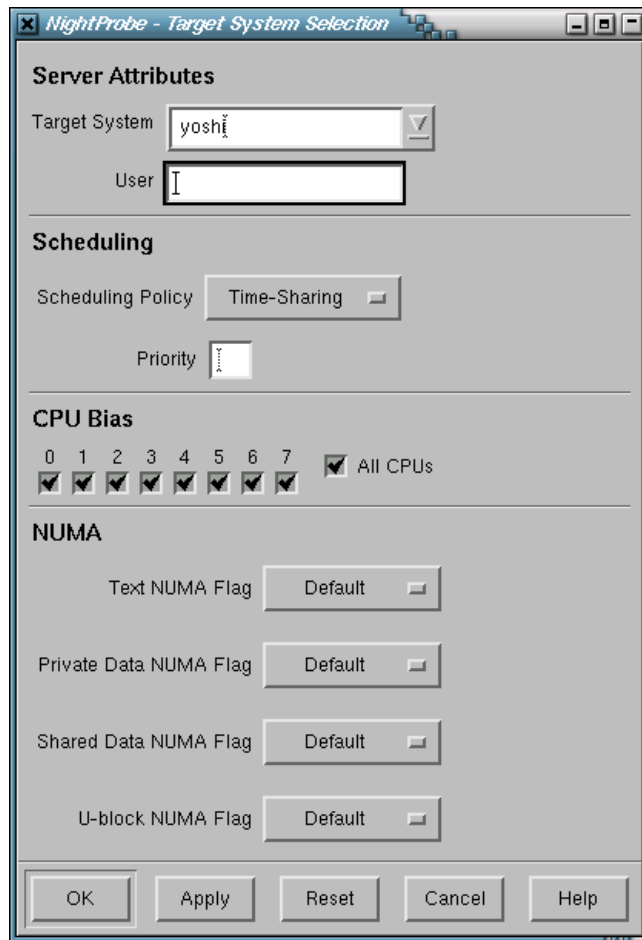 NightProbe - Target System Selection
Server Attributes
Target System yoshi
User
Scheduling
Scheduling Policy Time-Sharing
Priority
CPU Bias
0 1 2 3 4 5 6 7
All CPUs
NUMA
Text NUMA Flag Default
Private Data NUMA Flag Default
Shared Data NUMA Flag Default
U-block NUMA Flag Default
OK Apply Reset Cancel Help